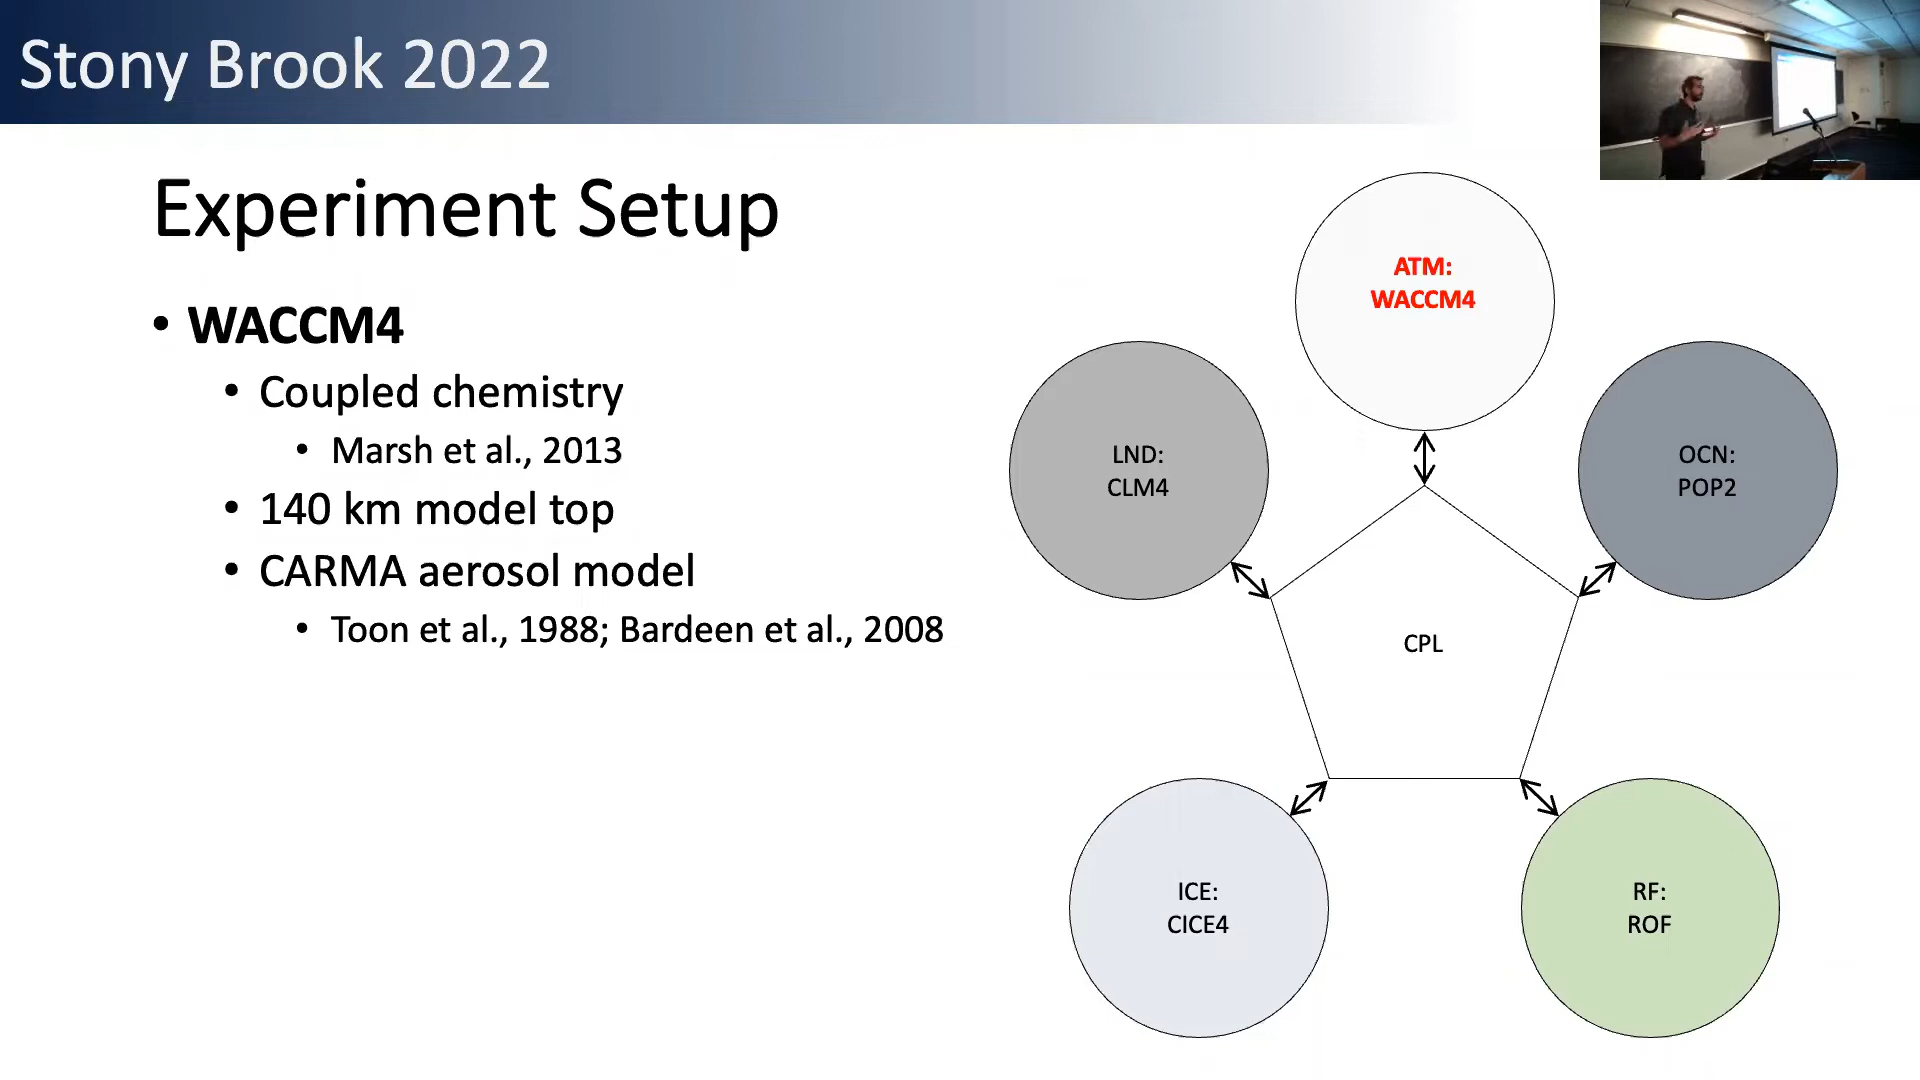 Stony Brook 2022
Experiment Setup
• WACCM4
• Coupled chemistry
• Marsh et al., 2013
• 140 km model top
• CARMA aerosol model
• Toon et al., 1988; Bardeen et al., 2008
ATM:
WACCM4
LND:
CLM4
OCN:
POP2
CPL
ICE:
CICE4
RF:
ROF